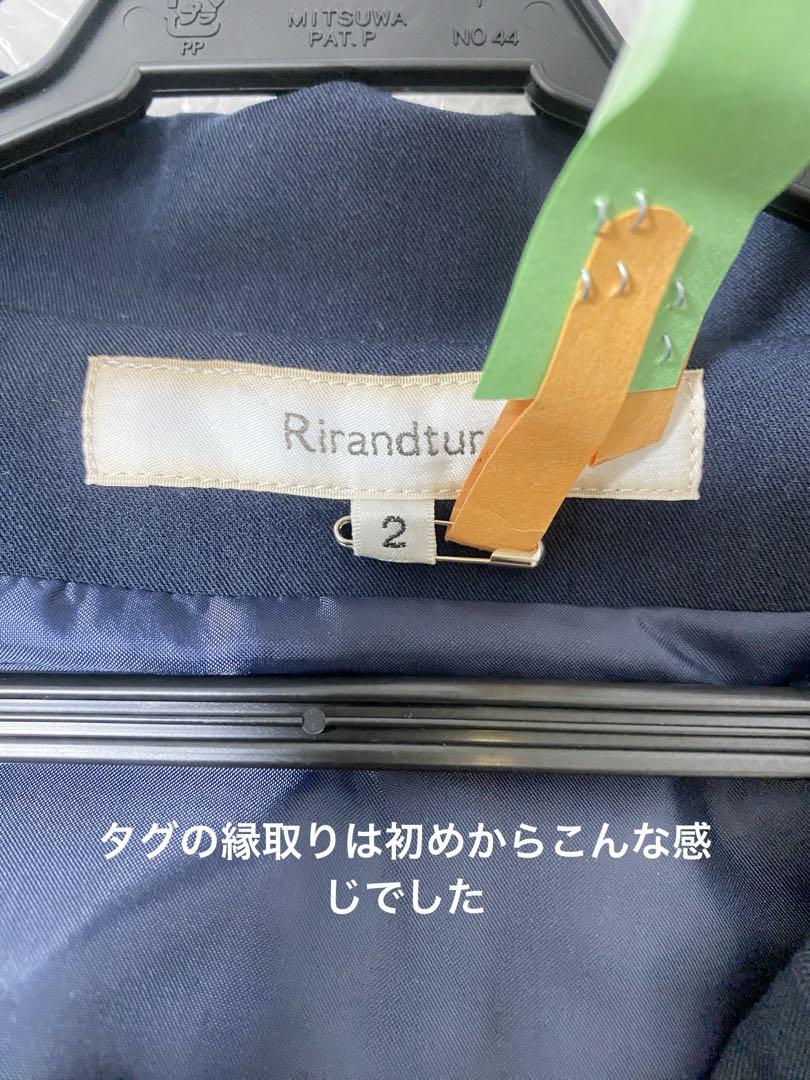 PP
MITSUWA
PAT. P
NO 44
Rirandtur
2
タグの縁取りは初めからこんな感
じでした